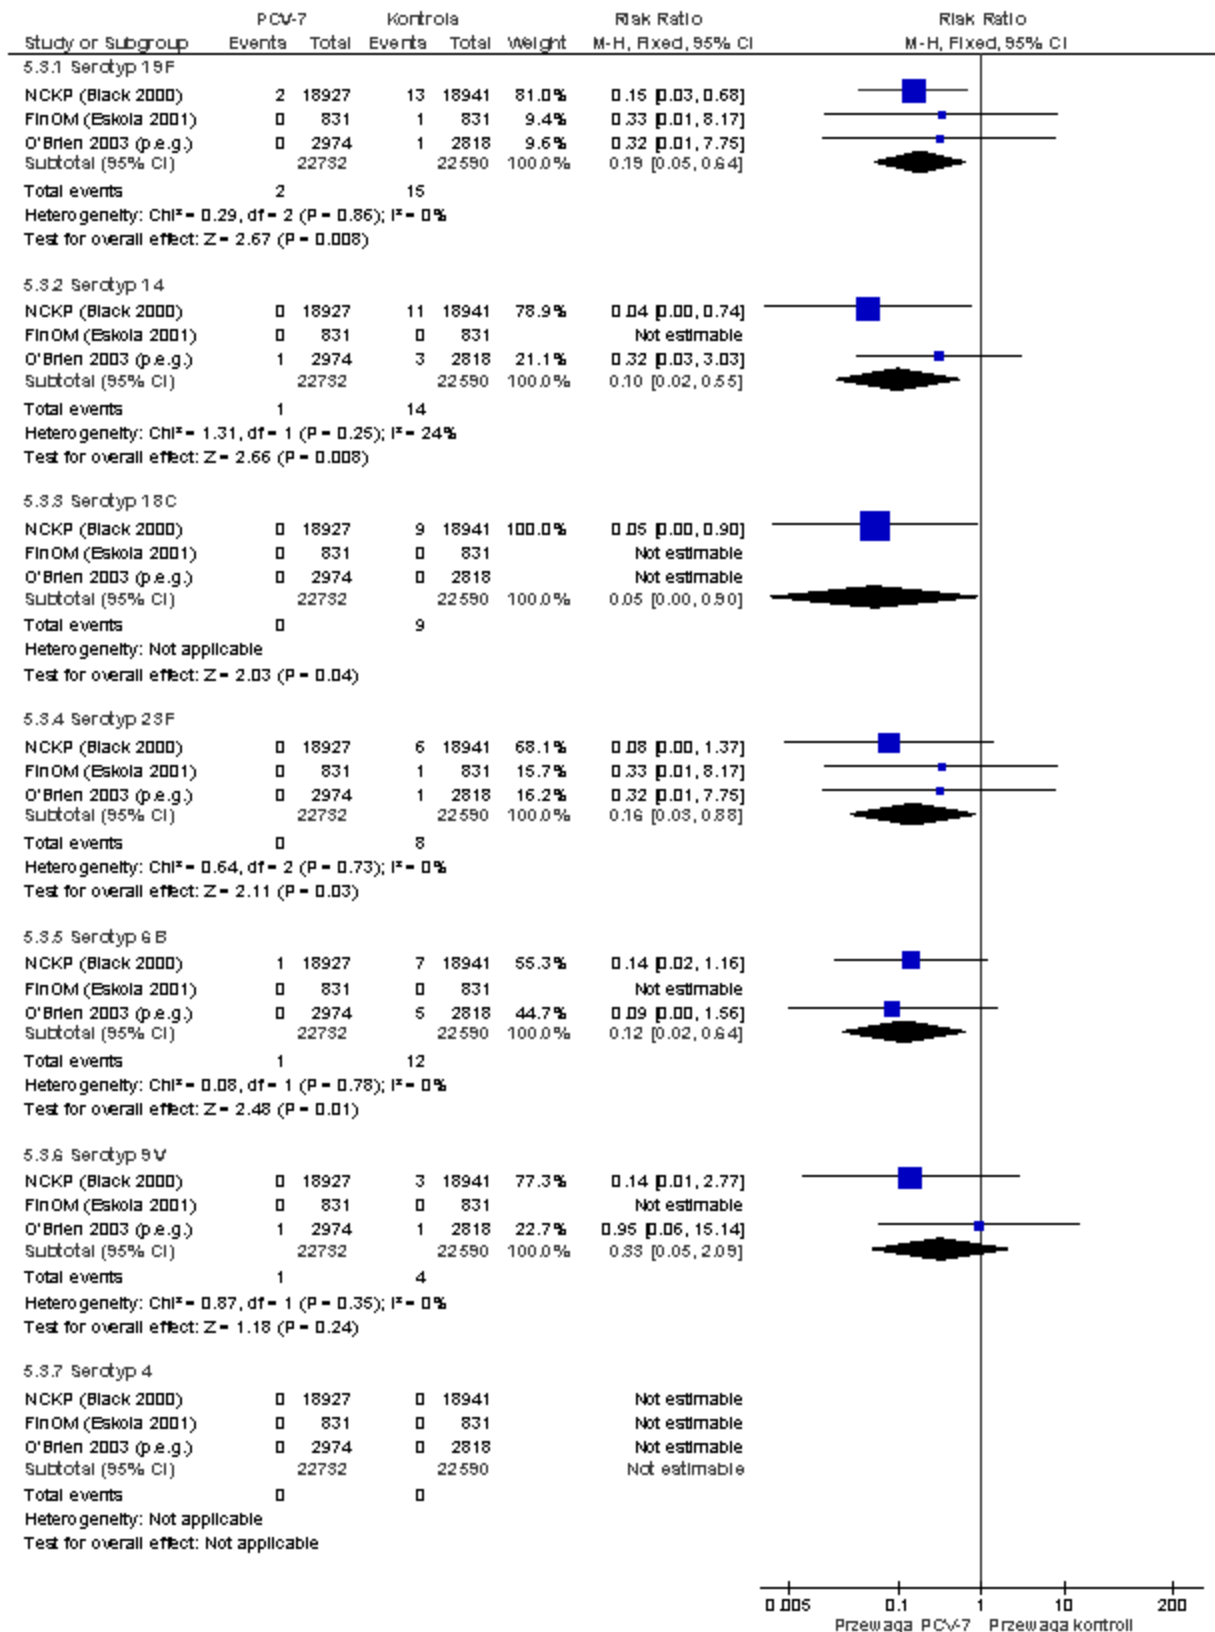 PCV-7 Kontrola Risk Ratio Risk Ratio
Study or Subgroup Events Total Events Total Weight M-H, Fixed, 95% CI M-H, Fixed, 95% CI
5.3.1 Serotyp 19F
NCKP (Black 2000) 2 18927 13 18941 81.0% 0.15 [0.03, 0.68]
FinOM (Eskola 2001) 0 831 1 831 9.4% 0.33 [0.01, 8.17]
O'Brien 2003 (p.e.g.) 0 2974 1 2818 9.6% 0.32 [0.01, 7.75]
Subtotal (95% CI) 22732 22590 100.0% 0.19 [0.05, 0.64]
Total events 2 15
Heterogeneity: Chi² = 0.29, df = 2 (P = 0.86); I² = 0%
Test for overall effect: Z = 2.67 (P = 0.008)
5.3.2 Serotyp 14
NCKP (Black 2000) 0 18927 11 18941 78.9% 0.04 [0.00, 0.74]
FinOM (Eskola 2001) 0 831 0 831 Not estimable
O'Brien 2003 (p.e.g.) 1 2974 3 2818 21.1% 0.32 [0.03, 3.03]
Subtotal (95% CI) 22732 22590 100.0% 0.10 [0.02, 0.55]
Total events 1 14
Heterogeneity: Chi² = 1.31, df = 1 (P = 0.25); I² = 24%
Test for overall effect: Z = 2.66 (P = 0.008)
5.3.3 Serotyp 18C
NCKP (Black 2000) 0 18927 9 18941 100.0% 0.05 [0.00, 0.90]
FinOM (Eskola 2001) 0 831 0 831 Not estimable
O'Brien 2003 (p.e.g.) 0 2974 0 2818 Not estimable
Subtotal (95% CI) 22732 22590 100.0% 0.05 [0.00, 0.90]
Total events 0 9
Heterogeneity: Not applicable
Test for overall effect: Z = 2.03 (P = 0.04)
5.3.4 Serotyp 23F
NCKP (Black 2000) 0 18927 6 18941 68.1% 0.08 [0.00, 1.37]
FinOM (Eskola 2001) 0 831 1 831 15.7% 0.33 [0.01, 8.17]
O'Brien 2003 (p.e.g.) 0 2974 1 2818 16.2% 0.32 [0.01, 7.75]
Subtotal (95% CI) 22732 22590 100.0% 0.16 [0.03, 0.88]
Total events 0 8
Heterogeneity: Chi² = 0.64, df = 2 (P = 0.73); I² = 0%
Test for overall effect: Z = 2.11 (P = 0.03)
5.3.5 Serotyp 6B
NCKP (Black 2000) 1 18927 7 18941 55.3% 0.14 [0.02, 1.16]
FinOM (Eskola 2001) 0 831 0 831 Not estimable
O'Brien 2003 (p.e.g.) 0 2974 5 2818 44.7% 0.09 [0.00, 1.56]
Subtotal (95% CI) 22732 22590 100.0% 0.12 [0.02, 0.64]
Total events 1 12
Heterogeneity: Chi² = 0.08, df = 1 (P = 0.78); I² = 0%
Test for overall effect: Z = 2.48 (P = 0.01)
5.3.6 Serotyp 9V
NCKP (Black 2000) 0 18927 3 18941 77.3% 0.14 [0.01, 2.77]
FinOM (Eskola 2001) 0 831 0 831 Not estimable
O'Brien 2003 (p.e.g.) 1 2974 1 2818 22.7% 0.95 [0.06, 15.14]
Subtotal (95% CI) 22732 22590 100.0% 0.33 [0.05, 2.09]
Total events 1 4
Heterogeneity: Chi² = 0.87, df = 1 (P = 0.35); I² = 0%
Test for overall effect: Z = 1.18 (P = 0.24)
5.3.7 Serotyp 4
NCKP (Black 2000) 0 18927 0 18941 Not estimable
FinOM (Eskola 2001) 0 831 0 831 Not estimable
O'Brien 2003 (p.e.g.) 0 2974 0 2818 Not estimable
Subtotal (95% CI) 22732 22590 Not estimable
Total events 0 0
Heterogeneity: Not applicable
Test for overall effect: Not applicable
0.005 0.1 1 10 200
Przewaga PCV-7 Przewaga kontroli